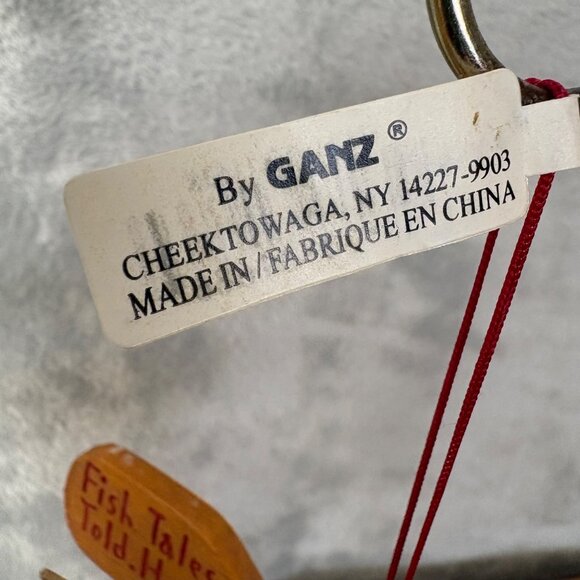 By GANZ ®
CHEEKTOWAGA, NY 14227-9903
MADE IN/FABRIQUE EN CHINA
Fish Tales
Told